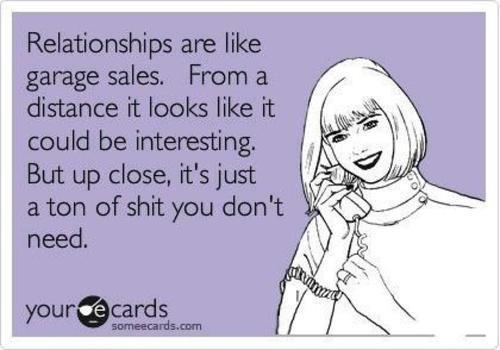 Relationships are like
garage sales. From a
distance it looks like it
could be interesting.
But up close, it's just
a ton of shit you don't
need.
your e cards
someecards.com